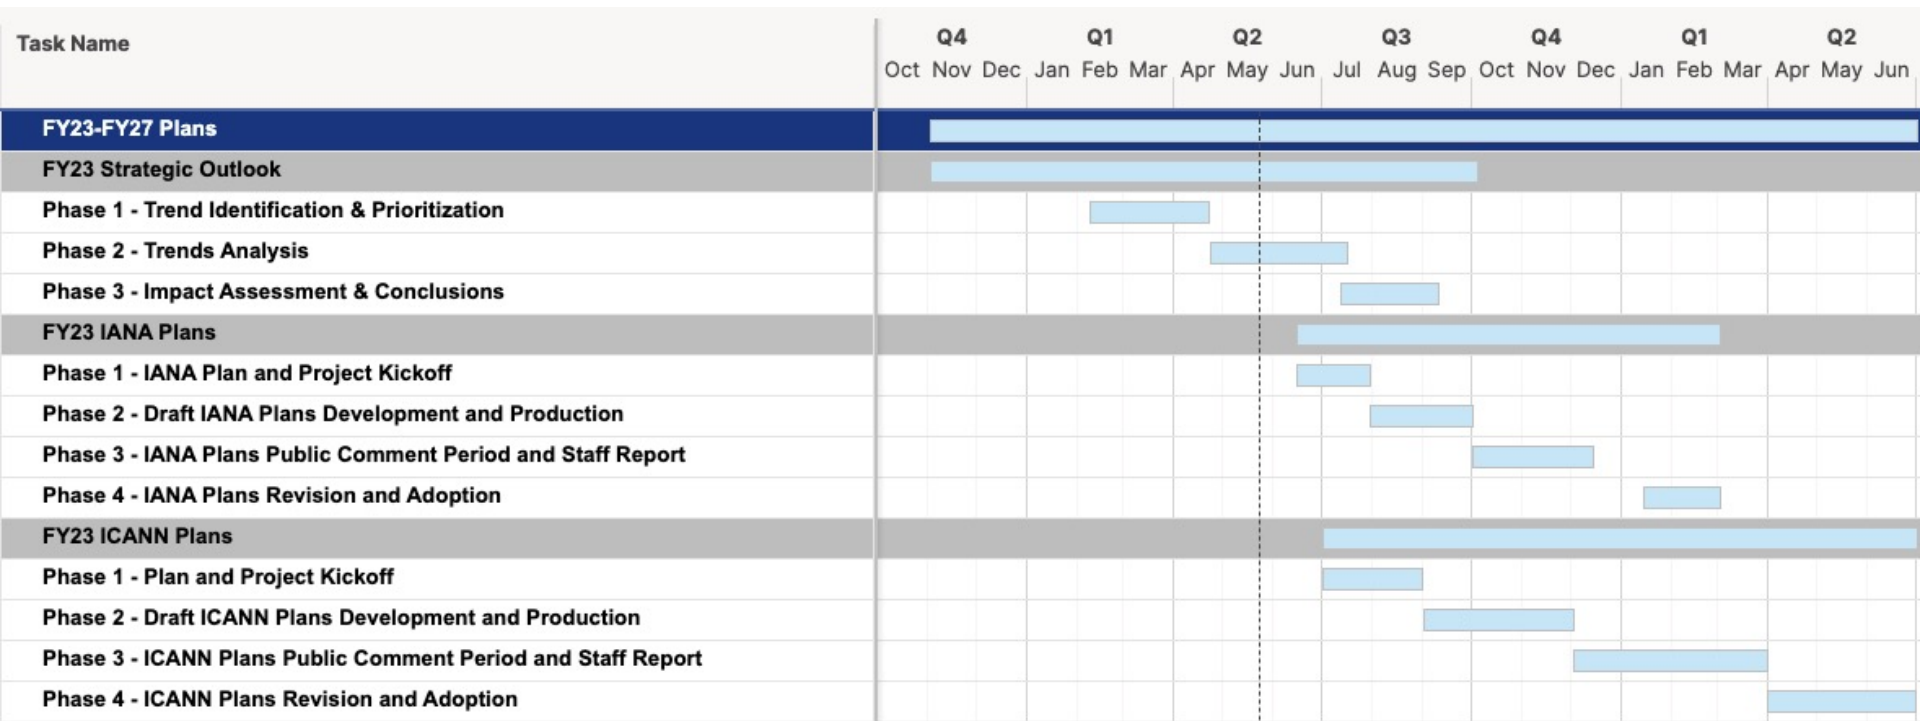 Task Name
Q4 Q1 Q2 Q3 Q4 Q1 Q2
Oct Nov Dec Jan Feb Mar Apr May Jun Jul Aug Sep Oct Nov Dec Jan Feb Mar Apr May Jun
FY23-FY27 Plans
FY23 Strategic Outlook
Phase 1 - Trend Identification & Prioritization
Phase 2 - Trends Analysis
Phase 3 - Impact Assessment & Conclusions
FY23 IANA Plans
Phase 1 - IANA Plan and Project Kickoff
Phase 2 - Draft IANA Plans Development and Production
Phase 3 - IANA Plans Public Comment Period and Staff Report
Phase 4 - IANA Plans Revision and Adoption
FY23 ICANN Plans
Phase 1 - Plan and Project Kickoff
Phase 2 - Draft ICANN Plans Development and Production
Phase 3 - ICANN Plans Public Comment Period and Staff Report
Phase 4 - ICANN Plans Revision and Adoption